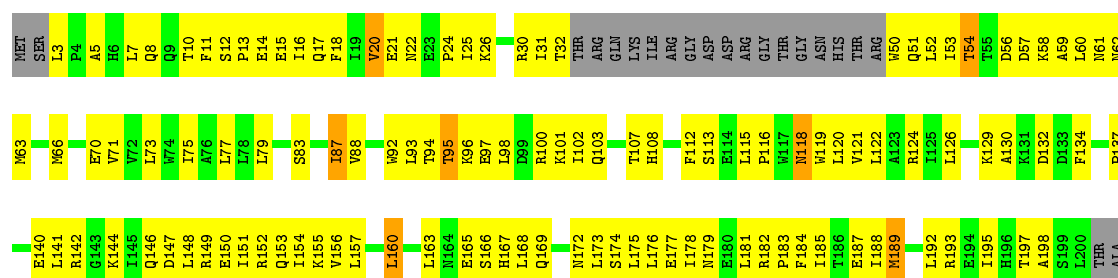 MET SER L3 P4 A5 H6 L7 Q8 Q9 T10 F11 S12 P13 E14 E15 I16 Q17 F18 I19 V20 E21 N22 E23 P24 I25 K26 R30 I31 T32 THR ARG GLN LYS ILE ARG GLY ASP ASP ARG GLY THR GLY ASN HIS THR ARG W50 Q51 L52 I53 T54 T55 D56 D57 K58 A59 L60 N61 N62
M63 M66 E70 V71 V72 L73 W74 I75 A76 L77 L78 L79 S83 I87 V88 W92 L93 T94 T95 K96 E97 L98 D99 R100 K101 I102 Q103 T107 H108 F112 S113 E114 L115 P116 W117 N118 W119 L120 V121 L122 A123 R124 I125 L126 K129 A130 K131 D132 D133 F134 P137
E140 L141 R142 G143 K144 I145 Q146 D147 L148 R149 E150 I151 R152 Q153 I154 K155 V156 L157 L160 L163 N164 E165 S166 H167 L168 Q169 N172 L173 S174 L175 L176 E177 I178 N179 E180 L181 R182 P183 F184 I185 T186 E187 I188 M189 L192 R193 E194 I195 H196 T197 A198 S199 L200 THR ALA